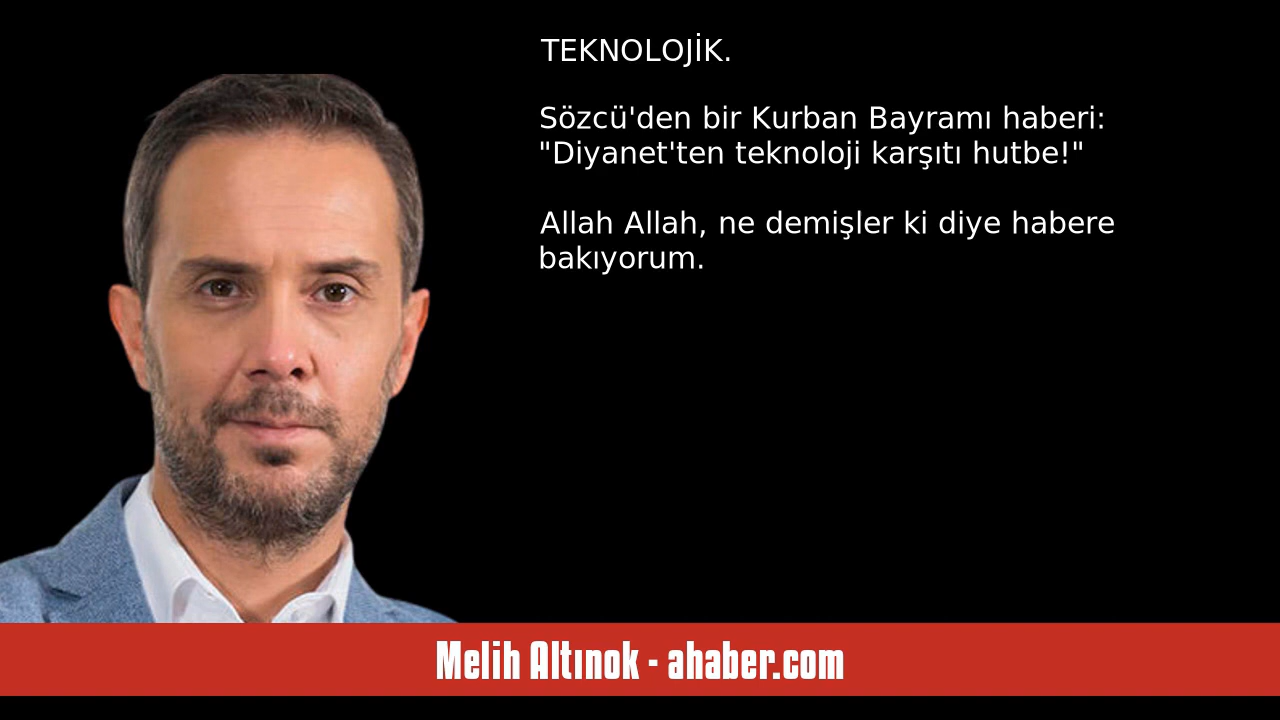 TEKNOLOJİK.
Sözcü'den bir Kurban Bayramı haberi:
"Diyanet'ten teknoloji karşıtı hutbe!"
Allah Allah, ne demişler ki diye habere
bakıyorum.
Melih Altınok - ahaber.com